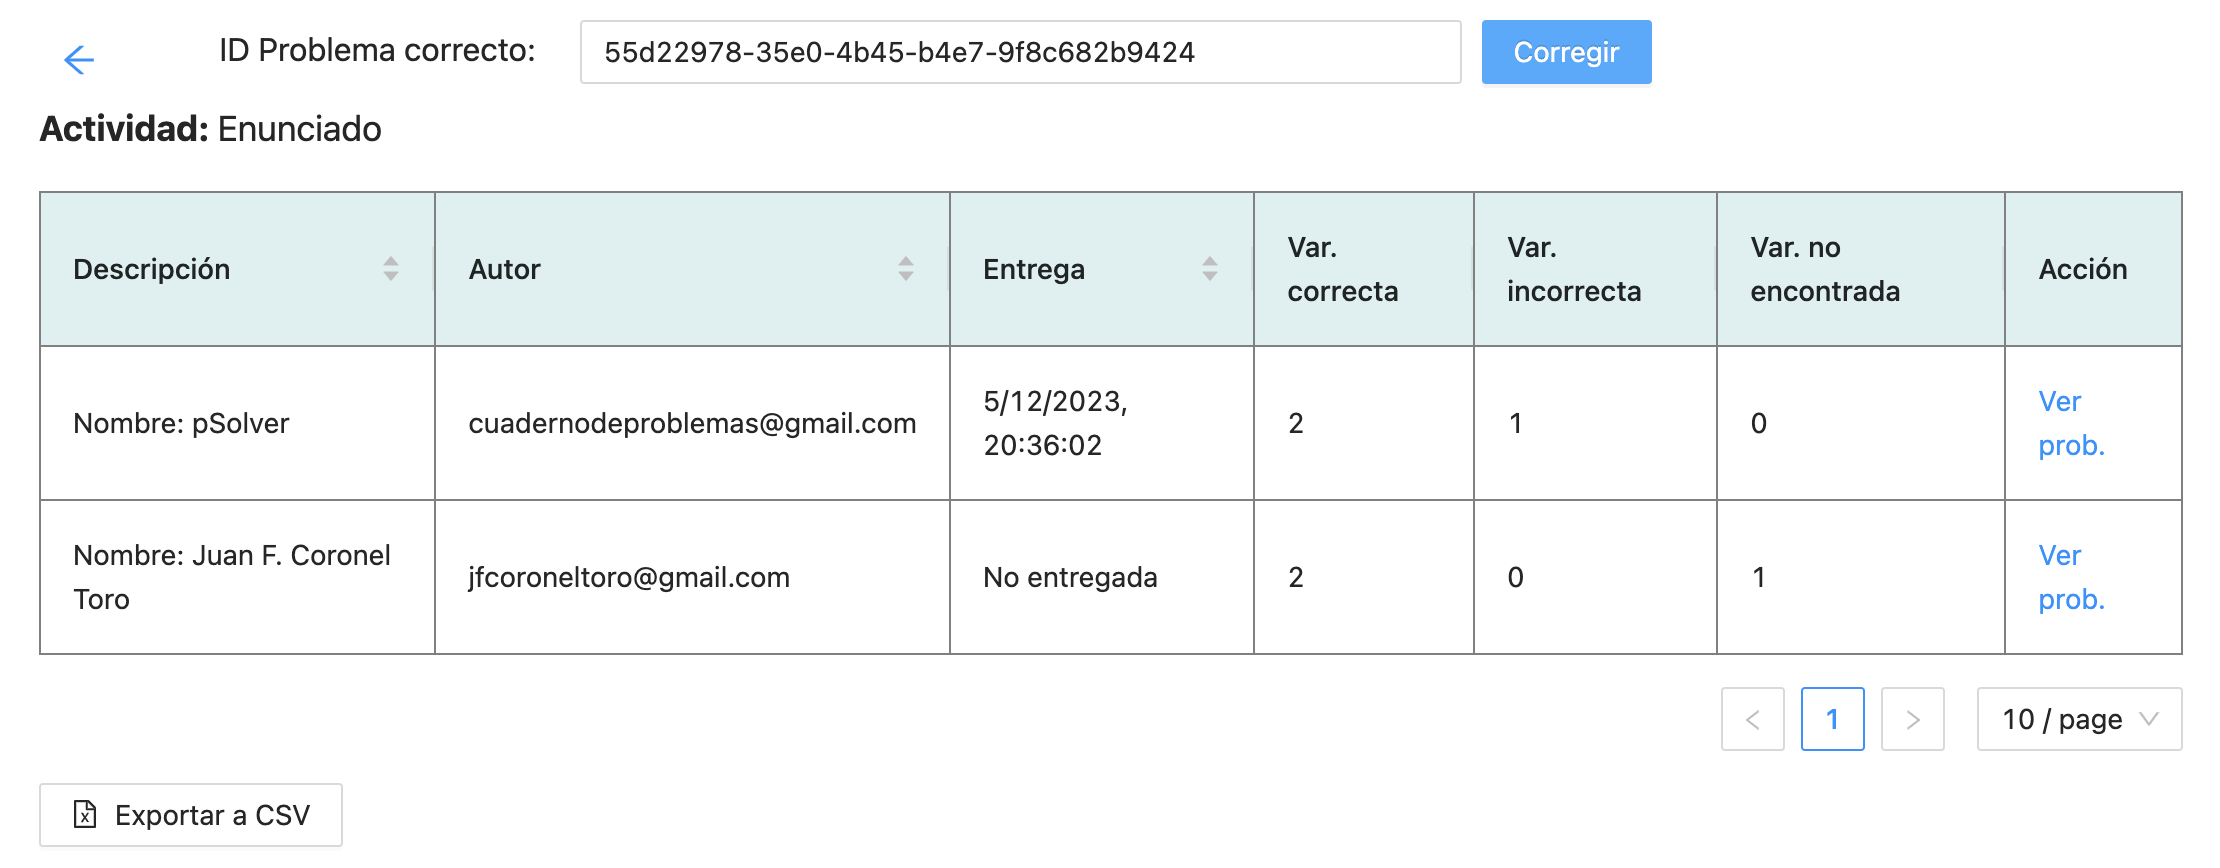 ID Problema correcto: 55d22978-35e0-4b45-b4e7-9f8c682b9424 Corregir
Actividad: Enunciado
Descripción
Autor
Entrega
Var.
correcta
Var.
incorrecta
Var. no
encontrada
Acción
Nombre: pSolver
cuadernodeproblemas@gmail.com
5/12/2023,
20:36:02
2
1
0
Ver
prob.
Nombre: Juan F. Coronel
Toro
jfcoroneltoro@gmail.com
No entregada
2
0
1
Ver
prob.
< 1 > 10 / page
Exportar a CSV